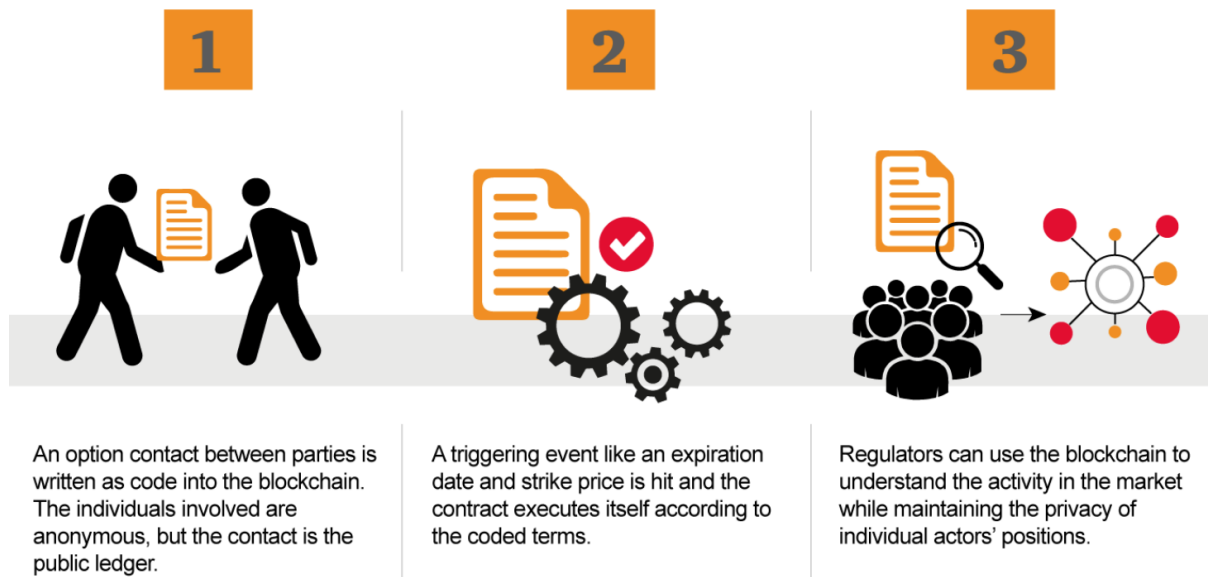 1
An option contact between parties is
written as code into the blockchain.
The individuals involved are
anonymous, but the contact is the
public ledger.
2
A triggering event like an expiration
date and strike price is hit and the
contract executes itself according to
the coded terms.
3
Regulators can use the blockchain to
understand the activity in the market
while maintaining the privacy of
individual actors’ positions.